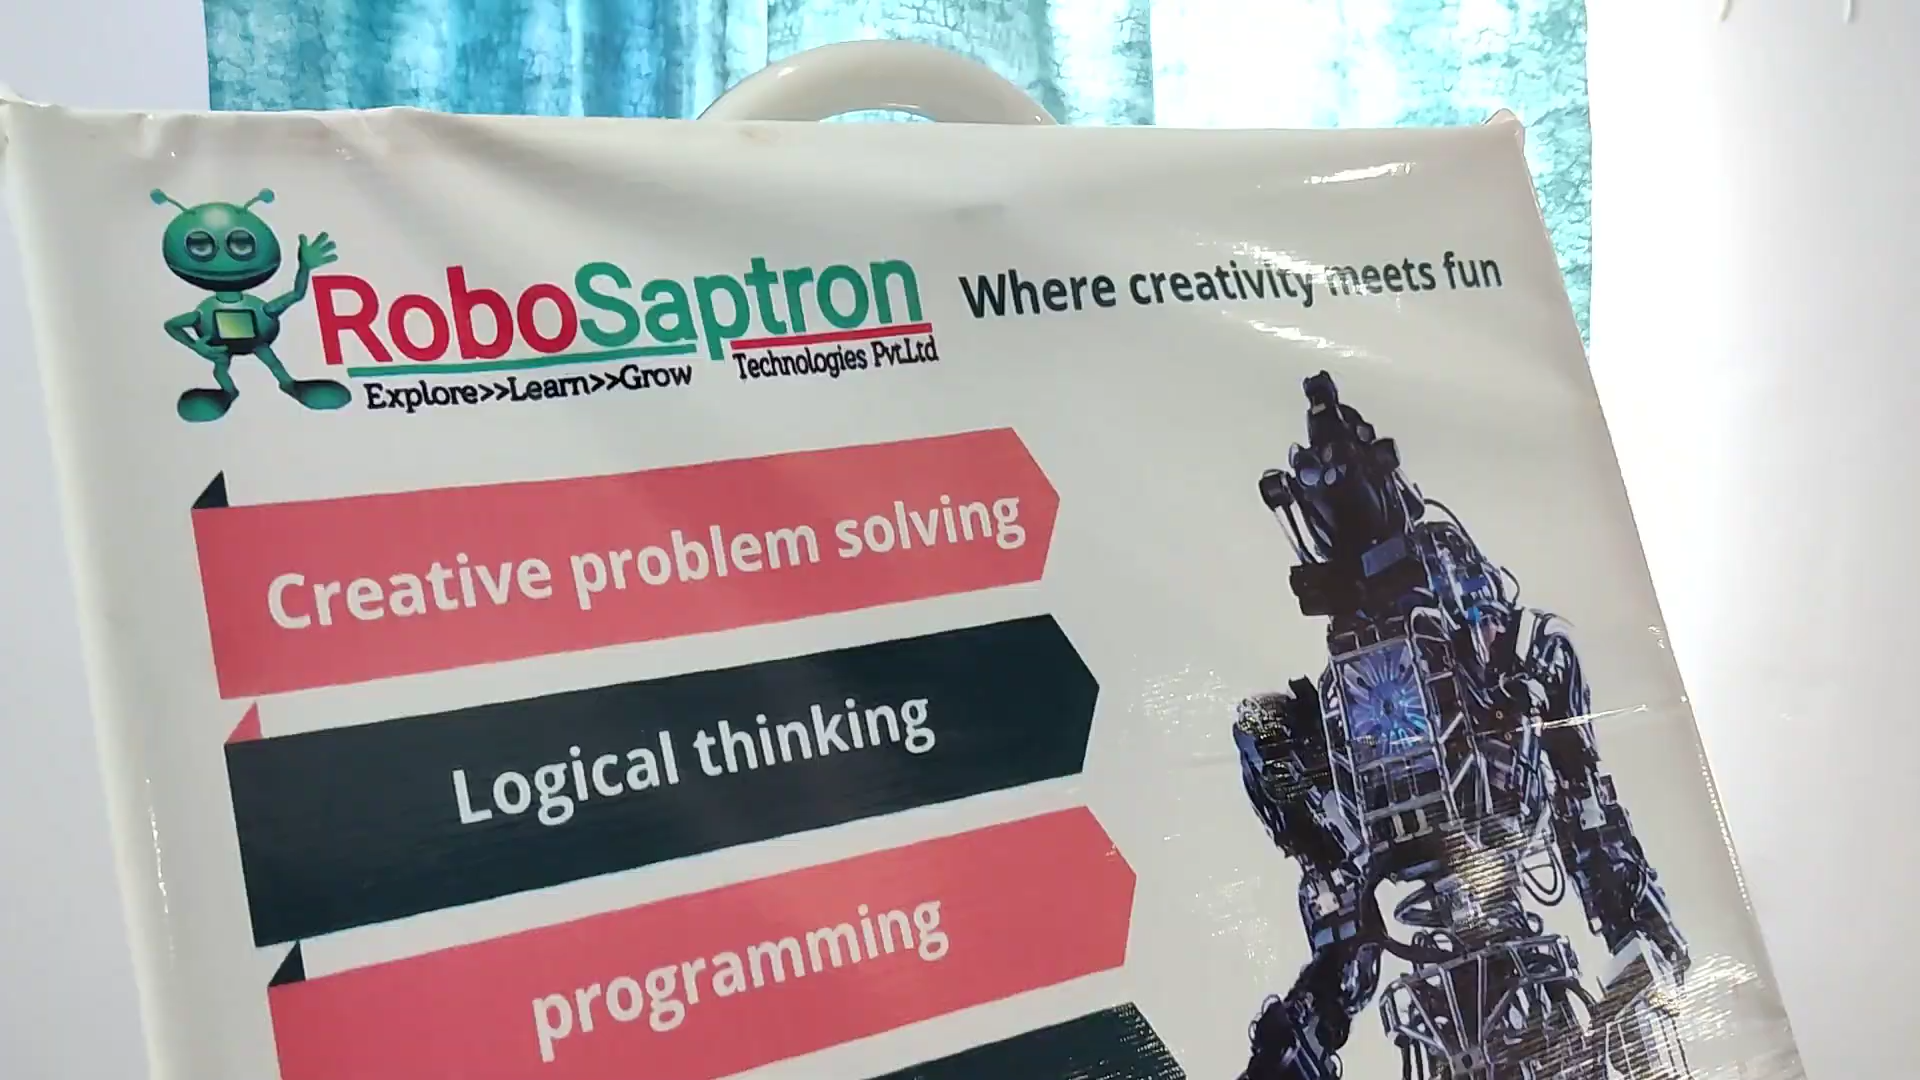 RoboSaptron
Technologies Pvt.Ltd
Explore>>Learn>>Grow
Where creativity meets fun
Creative problem solving
Logical thinking
programming